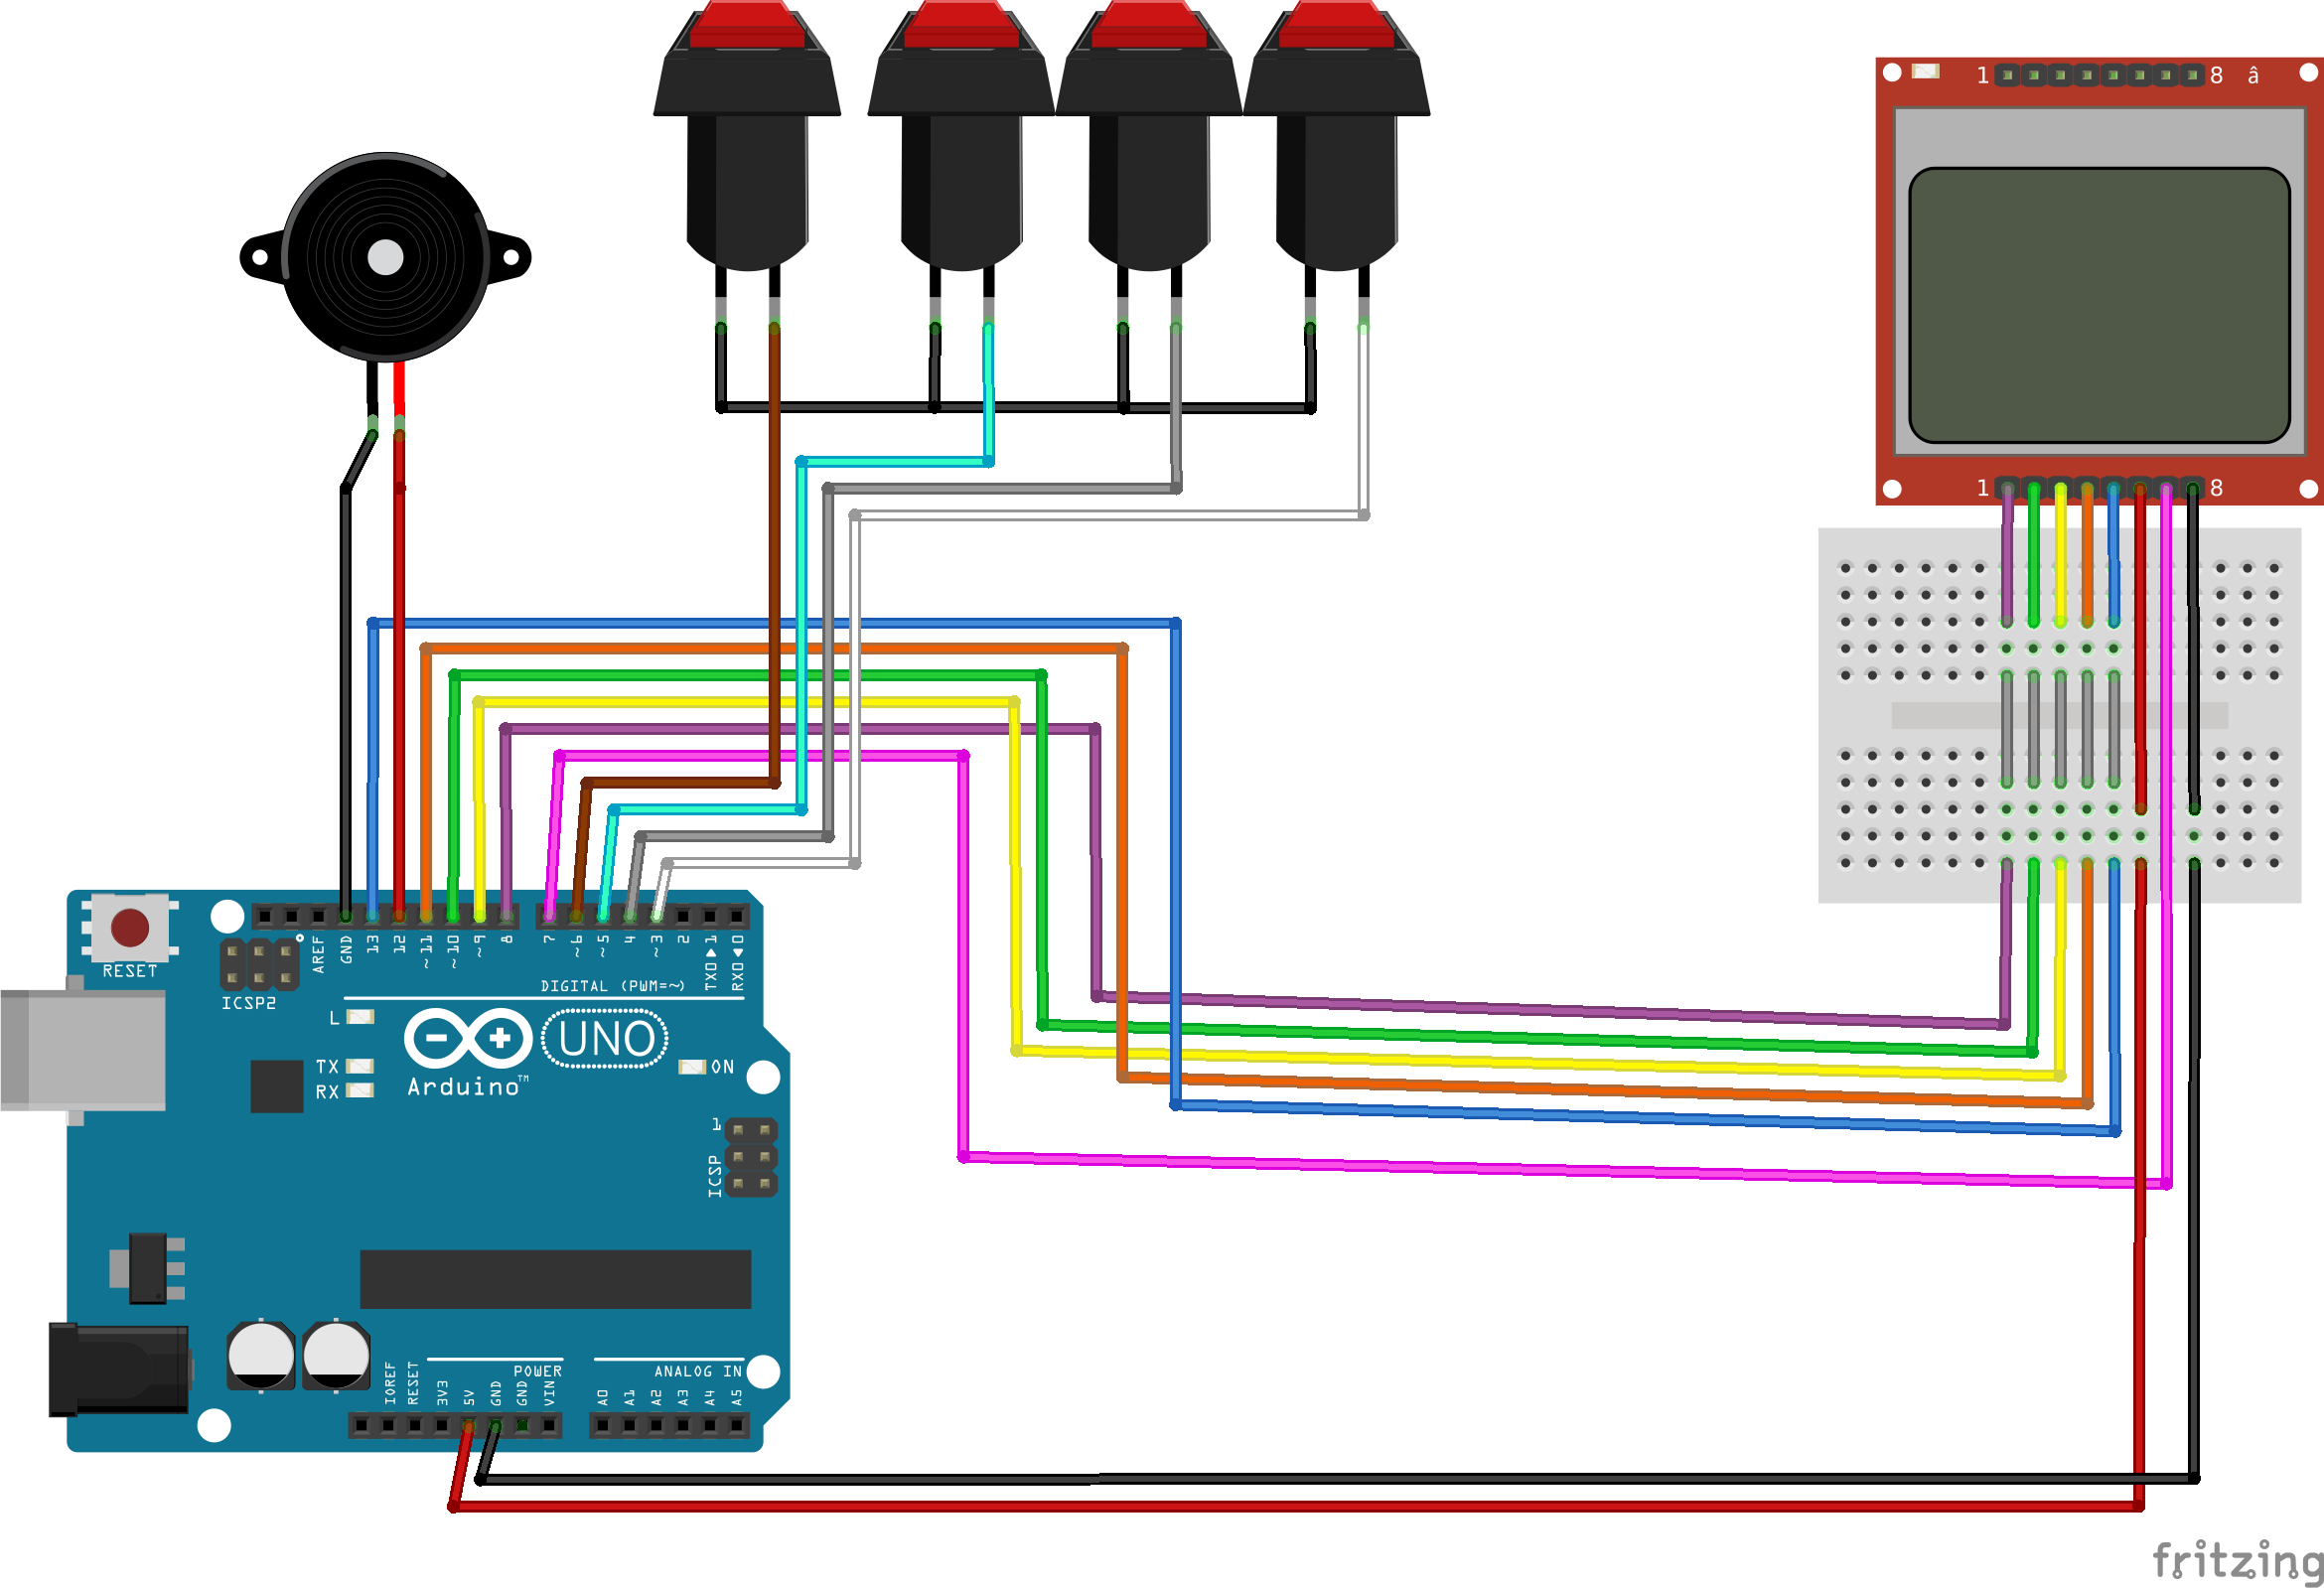 1 8 â
1 8
RESET
ICSP2
AREF
GND
13
12
~11
~10
~9
8
7
~6
~5
4
~3
2
TX0▶1
RX0◀0
DIGITAL (PWM=~)
L
TX
RX
UNO
ON
Arduino™
1
ICSP
POWER
ANALOG IN
IOREF
RESET
3V3
5V
GND
GND
VIN
A0
A1
A2
A3
A4
A5
fritzing